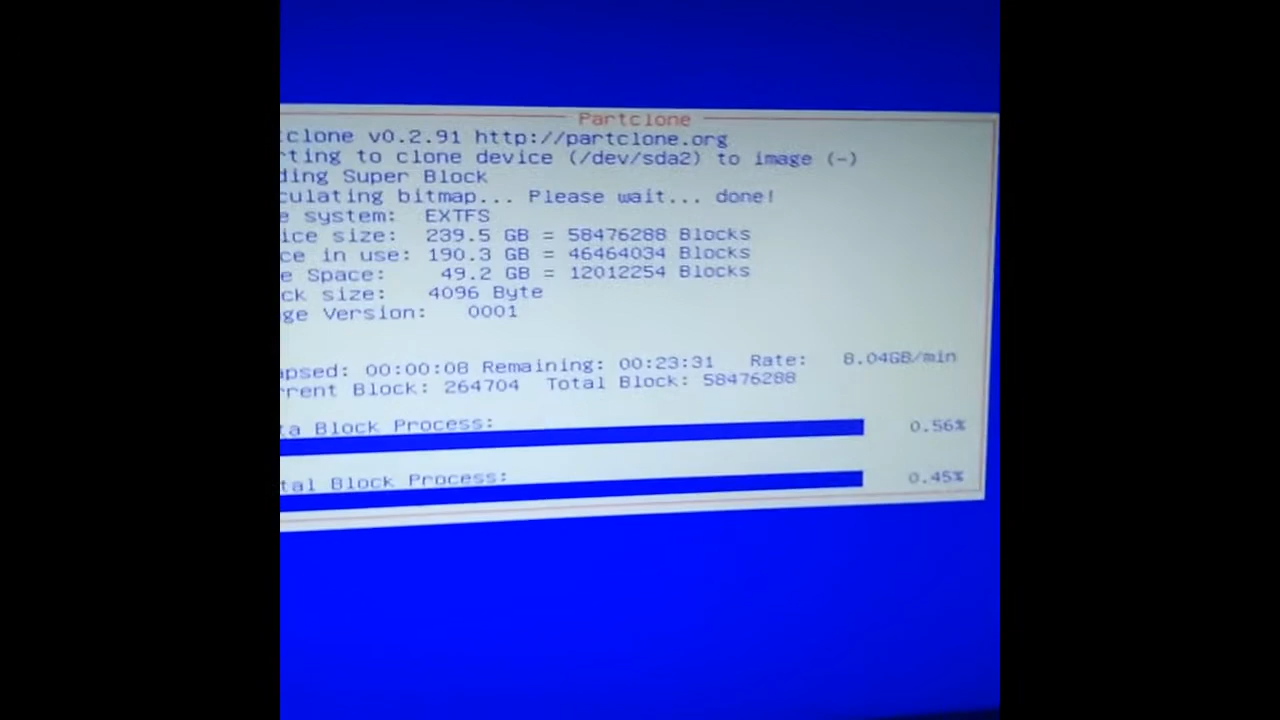 Partclone
tclone v0.2.91 http://partclone.org
rting to clone device (/dev/sda2) to image (-)
ding Super Block
culating bitmap... Please wait... done!
e system: EXTFS
ice size: 239.5 GB = 58476288 Blocks
ce in use: 190.3 GB = 46464034 Blocks
e Space: 49.2 GB = 12012254 Blocks
ck size: 4096 Byte
ge Version: 0001
apsed: 00:00:08 Remaining: 00:23:31 Rate: 8.04GB/min
rrent Block: 264704 Total Block: 58476288
ta Block Process:
0.56%
tal Block Process:
0.45%